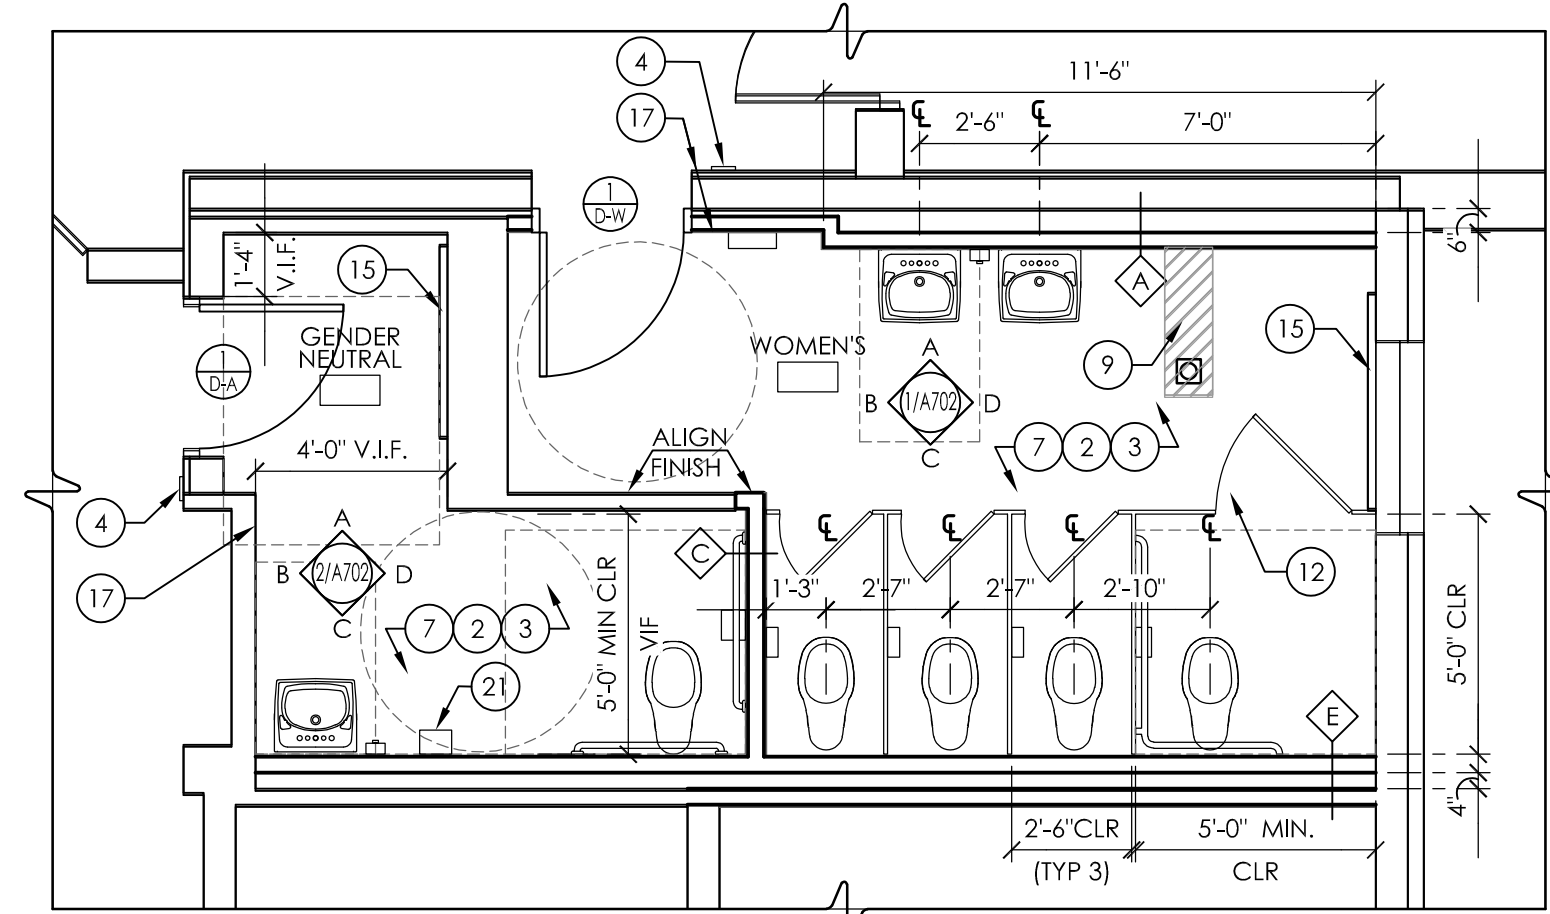 4
11'-6"
17
℄
2'-6"
℄
7'-0"
1
D-W
6"
1'-4"
V.I.F.
15
A
GENDER
NEUTRAL
WOMEN'S
15
1
D-A
9
A
B
1/A702
D
C
4'-0" V.I.F.
ALIGN
FINISH
7
2
3
4
A
B
2/A702
D
C
C
℄
℄
℄
℄
12
17
1'-3"
2'-7"
2'-7"
2'-10"
7
2
3
5'-0" MIN CLR
VIF
5'-0" CLR
21
E
4"
2'-6"CLR
(TYP 3)
5'-0" MIN.
CLR